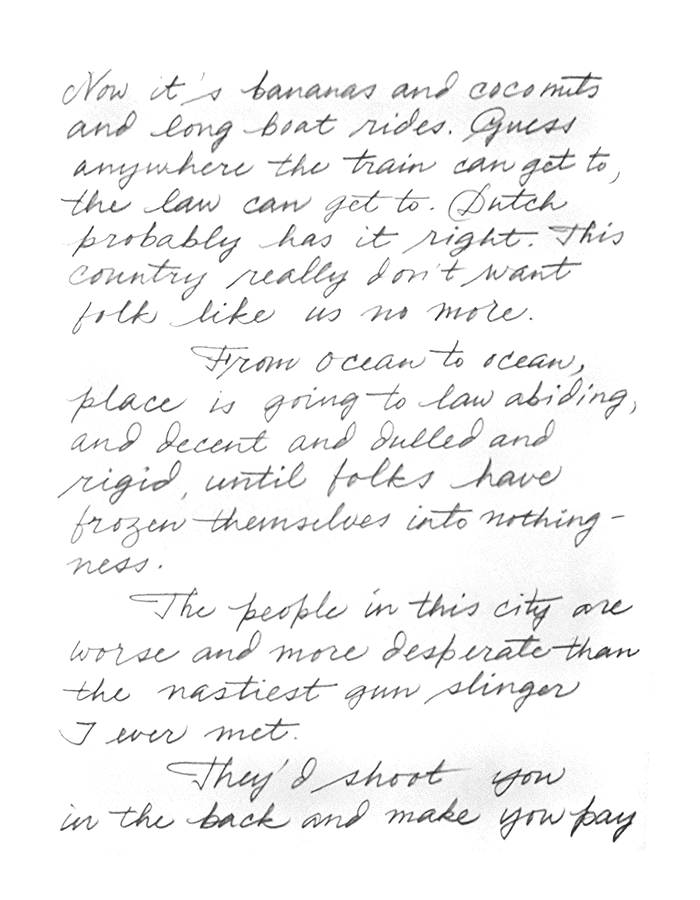 Now it's bananas and coconuts
and long boat rides. Guess
anywhere the train can get to,
the law can get to. Dutch
probably has it right. This
country really don't want
folk like us no more.
From ocean to ocean,
place is going to law abiding,
and decent and dulled and
rigid, until folks have
frozen themselves into nothing-
ness.
The people in this city are
worse and more desperate than
the nastiest gun slinger
I ever met.
They'd shoot you
in the back and make you pay